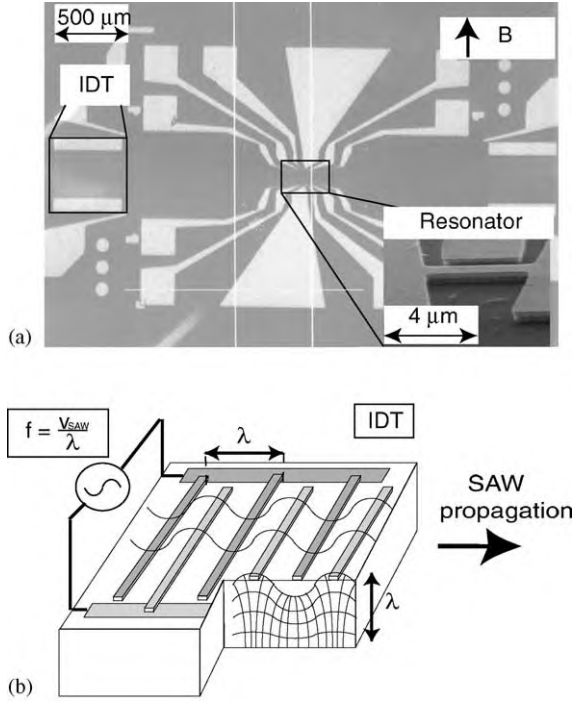 500 μm
B
IDT
Resonator
4 μm
(a)
f = v_SAW / λ
λ
IDT
SAW
propagation
λ
(b)